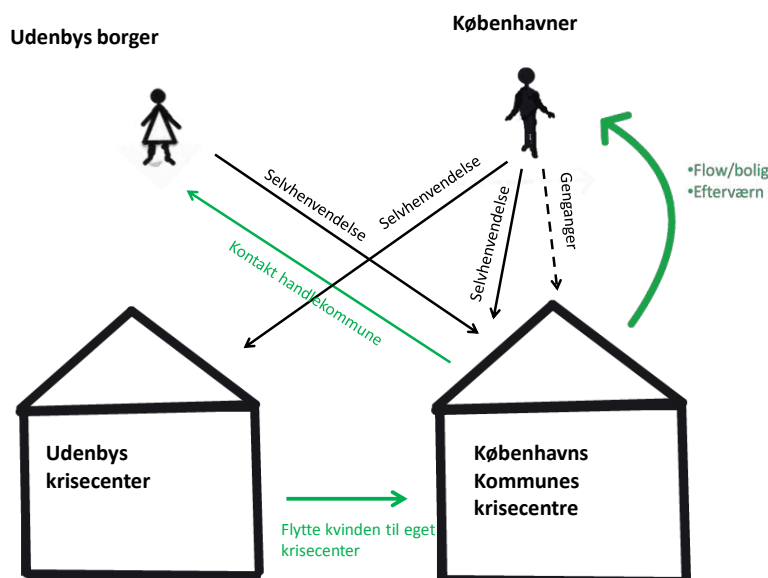 Udenbys borger
Københavner
Selvhenvendelse
Selvhenvendelse
Selvhenvendelse
Genganger
•Flow/bolig
•Efterværn
Kontakt handlekommune
Udenbys
krisecenter
Københavns
Kommunes
krisecentre
Flytte kvinden til eget
krisecenter